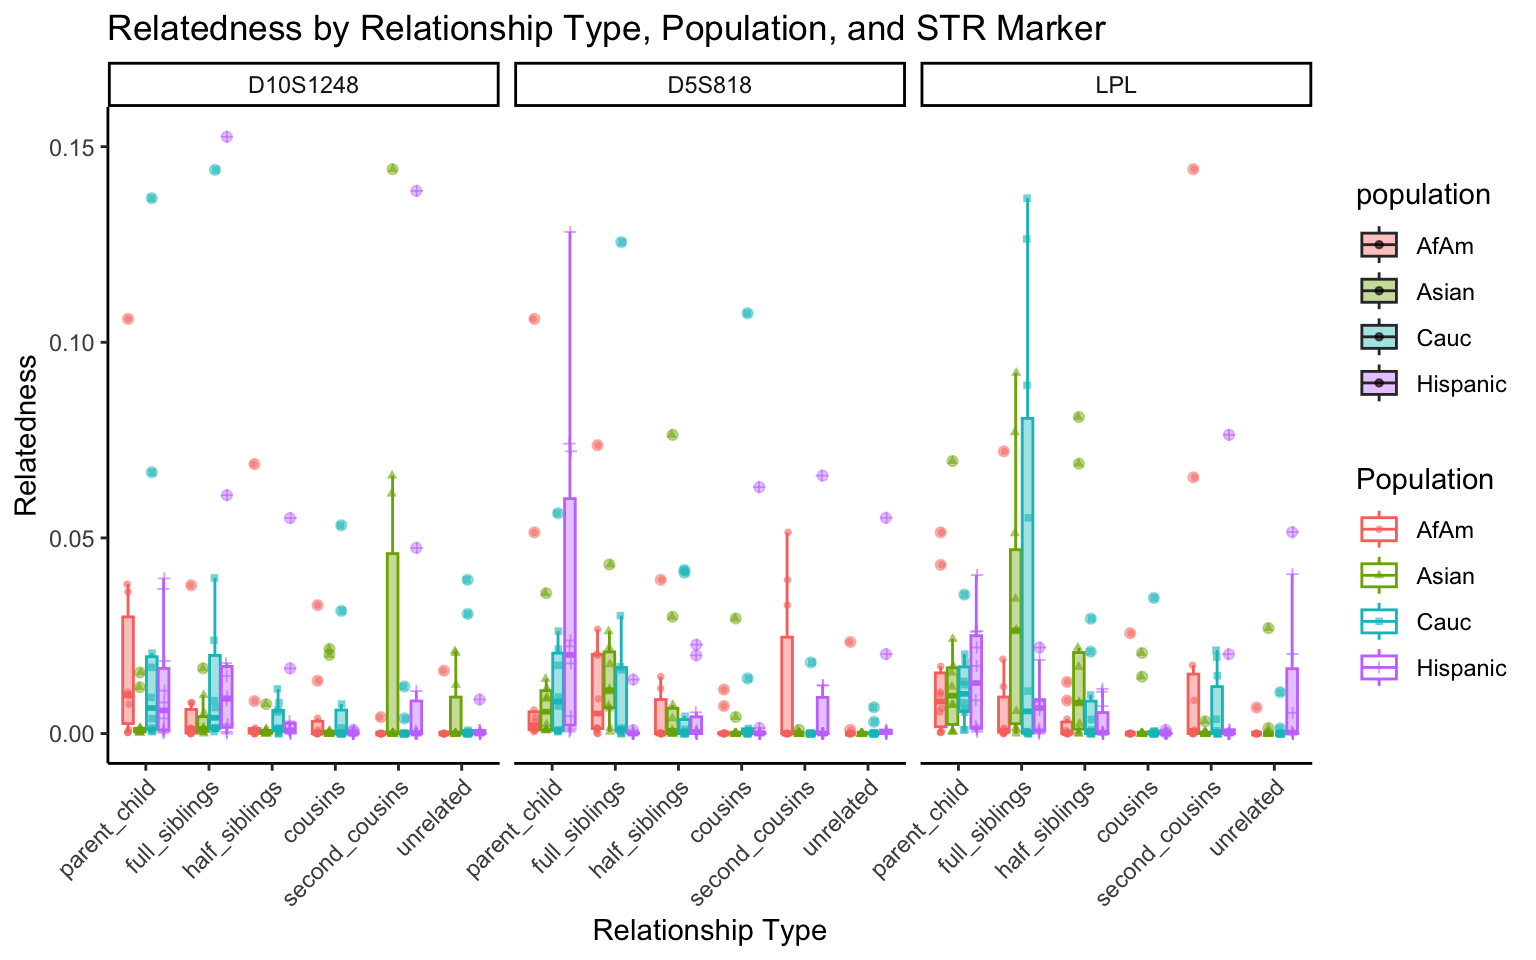 Relatedness by Relationship Type, Population, and STR Marker
D10S1248
D5S818
LPL
0.15
0.10
0.05
0.00
Relatedness
parent_child
full_siblings
half_siblings
cousins
second_cousins
unrelated
parent_child
full_siblings
half_siblings
cousins
second_cousins
unrelated
parent_child
full_siblings
half_siblings
cousins
second_cousins
unrelated
Relationship Type
population
AfAm
Asian
Cauc
Hispanic
Population
AfAm
Asian
Cauc
Hispanic